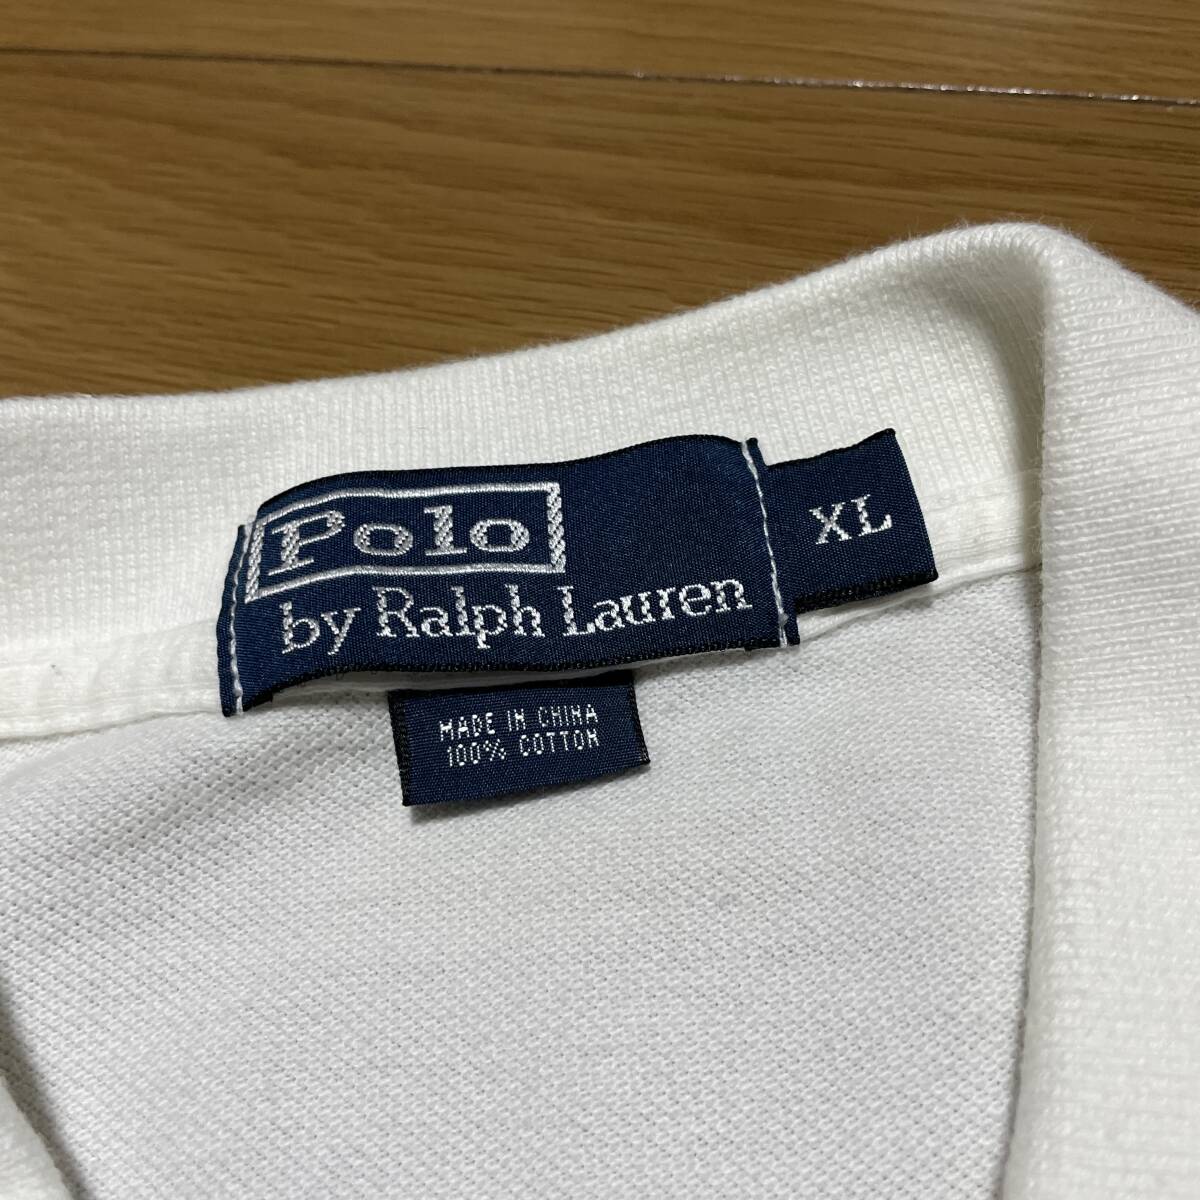 Polo
by Ralph Lauren
XL
MADE IN CHINA
100% COTTON